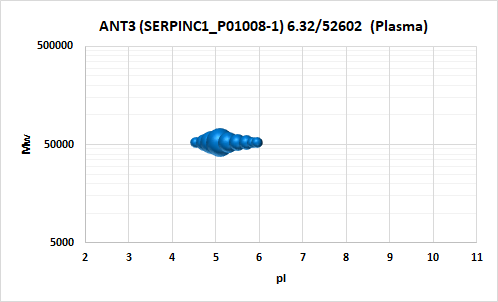 ANT3 (SERPINC1_P01008-1) 6.32/52602  (Plasma)
500000
Mw
50000
5000
2 3 4 5 6 7 8 9 10 11
pI